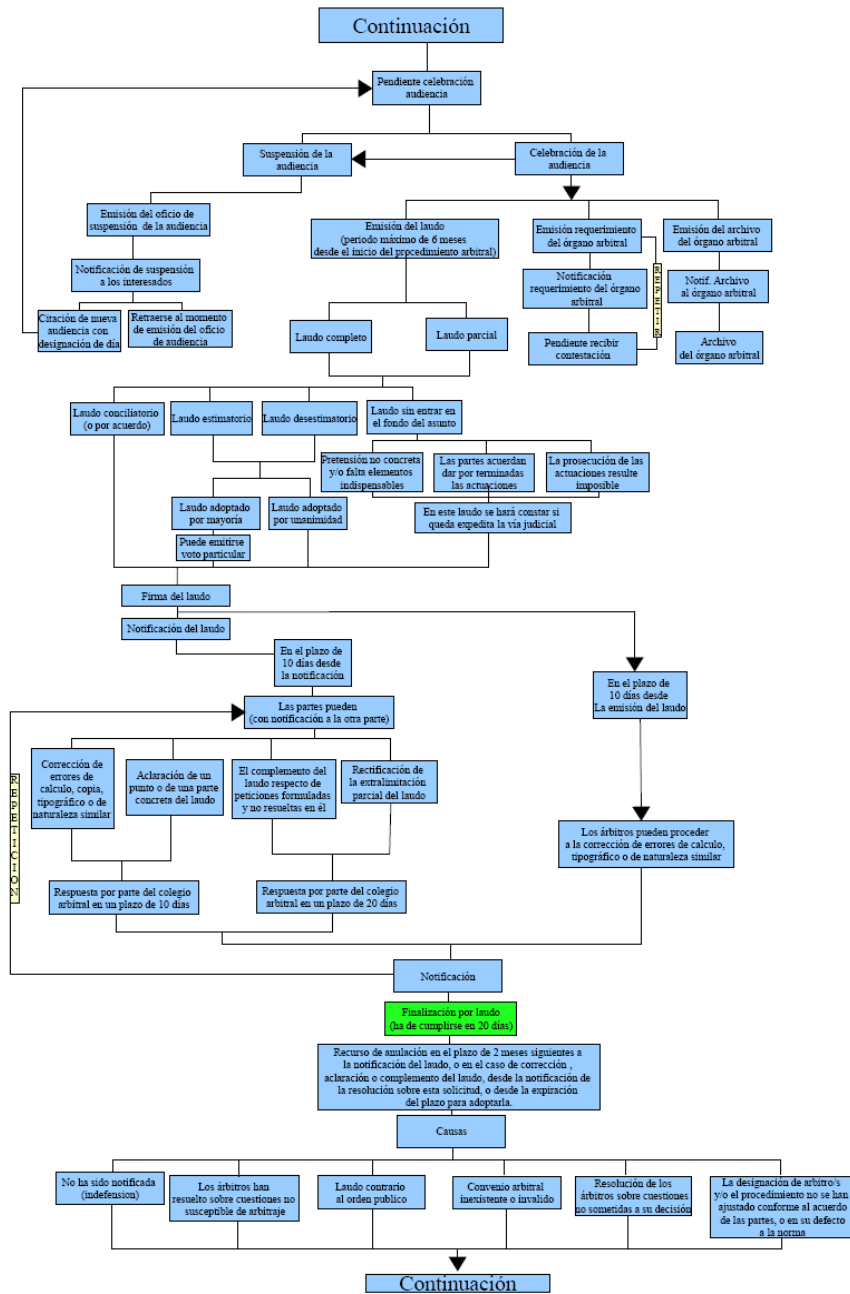 Continuación
Pendiente celebración
audiencia
Suspensión de la
audiencia
Celebración de la
audiencia
Emisión del oficio de
suspensión de la audiencia
Emisión del laudo
(periodo máximo de 6 meses
desde el inicio del procedimiento arbitral)
Emisión requerimiento
del órgano arbitral
Emisión del archivo
del órgano arbitral
Notificación de suspensión
a los interesados
Notificación
requerimiento del órgano
arbitral
REPETIR
Notif. Archivo
al órgano arbitral
Citación de nueva
audiencia con
designación de día
Retraerse al momento
de emisión del oficio
de audiencia
Laudo completo
Laudo parcial
Pendiente recibir
contestación
Archivo
del órgano arbitral
Laudo conciliatorio
(o por acuerdo)
Laudo estimatorio
Laudo desestimatorio
Laudo sin entrar en
el fondo del asunto
Pretensión no concreta
y/o falta elementos
indispensables
Las partes acuerdan
dar por terminadas
las actuaciones
La prosecución de las
actuaciones resulte
imposible
Laudo adoptado
por mayoría
Laudo adoptado
por unanimidad
En este laudo se hará constar si
queda expedita la vía judicial
Puede emitirse
voto particular
Firma del laudo
Notificación del laudo
En el plazo de
10 días desde
la notificación
En el plazo de
10 días desde
La emisión del laudo
Las partes pueden
(con notificación a la otra parte)
REPETICION
Corrección de
errores de
calculo, copia,
tipográfico o de
naturaleza similar
Aclaración de un
punto o de una parte
concreta del laudo
El complemento del
laudo respecto de
peticiones formuladas
y no resueltas en él
Rectificación de
la extralimitación
parcial del laudo
Los árbitros pueden proceder
a la corrección de errores de calculo,
tipográfico o de naturaleza similar
Respuesta por parte del colegio
arbitral en un plazo de 10 días
Respuesta por parte del colegio
arbitral en un plazo de 20 días
Notificación
Finalización por laudo
(ha de cumplirse en 20 días)
Recurso de anulación en el plazo de 2 meses siguientes a
la notificación del laudo, o en el caso de corrección ,
aclaración o complemento del laudo, desde la notificación de
la resolución sobre esta solicitud, o desde la expiración
del plazo para adoptarla.
Causas
No ha sido notificada
(indefension)
Los árbitros han
resuelto sobre cuestiones no
susceptible de arbitraje
Laudo contrario
al orden publico
Convenio arbitral
inexistente o invalido
Resolución de los
árbitros sobre cuestiones
no sometidas a su decisión
La designación de arbitro/s
y/o el procedimiento no se han
ajustado conforme al acuerdo
de las partes, o en su defecto
a la norma
Continuación